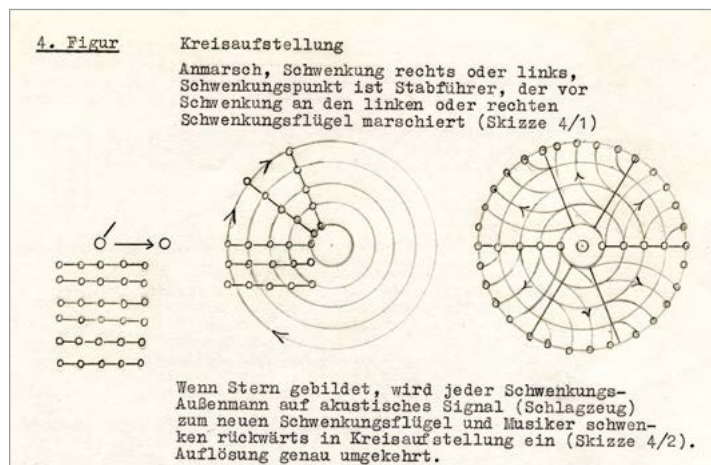 4. Figur Kreisaufstellung
Anmarsch, Schwenkung rechts oder links,
Schwenkungspunkt ist Stabführer, der vor
Schwenkung an den linken oder rechten
Schwenkungsflügel marschiert (Skizze 4/1)
Wenn Stern gebildet, wird jeder Schwenkungs-
Außenmann auf akustisches Signal (Schlagzeug)
zum neuen Schwenkungsflügel und Musiker schwen-
ken rückwärts in Kreisaufstellung ein (Skizze 4/2).
Auflösung genau umgekehrt.